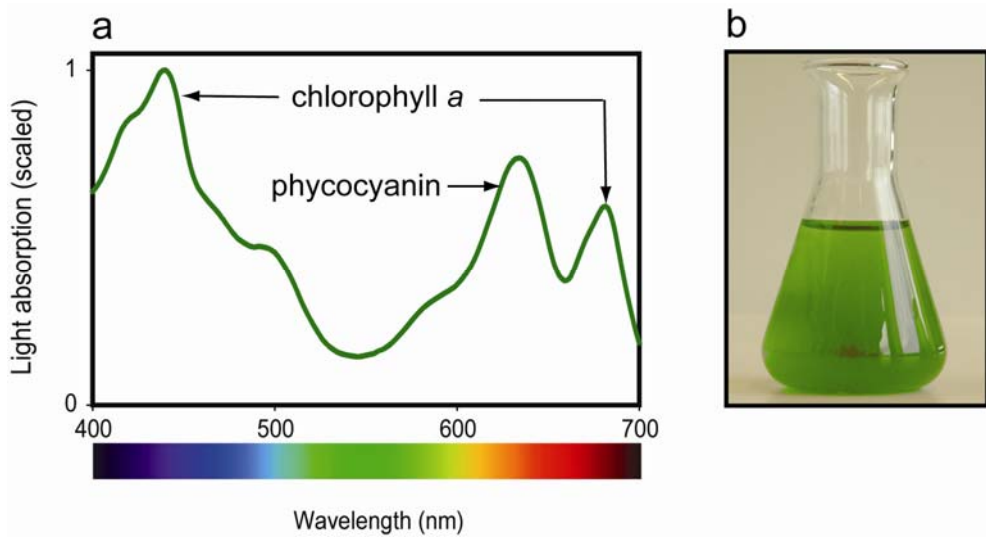 a
b
1
chlorophyll a
phycocyanin
Light absorption (scaled)
0
400 500 600 700
Wavelength (nm)